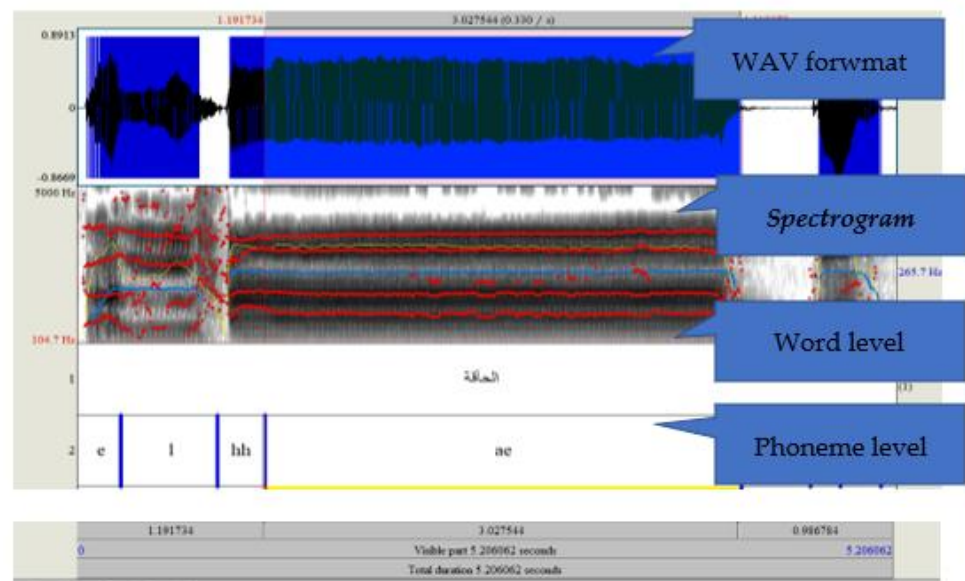 1.191734 3.027544 (0.330 / s)
0.8913
WAV forwmat
0
-0.8669
5000 Hz
Spectrogram
265.7 Hz
104.7 Hz
Word level
1 الحاقة (1)
Phoneme level
2 e l hh ae
1.191734 3.027544 0.986784
0 Visible part 5.206062 seconds 5.206062
Total duration 5.206062 seconds